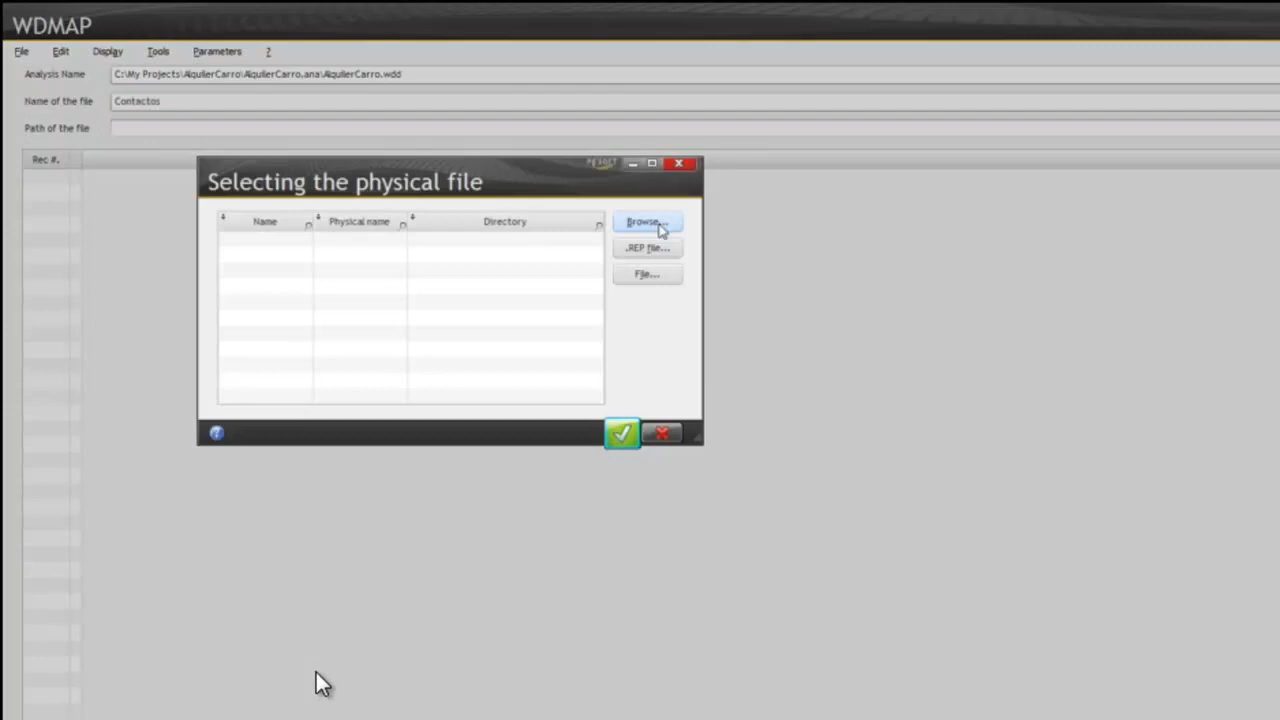 WDMAP
File Edit Display Tools Parameters ?
Analysis Name C:\My Projects\AlquilerCarro\AlquilerCarro.ana\AlquilerCarro.wdd
Name of the file Contactos
Path of the file
Rec #.
Selecting the physical file
Name Physical name Directory
Browse...
.REP file...
File...